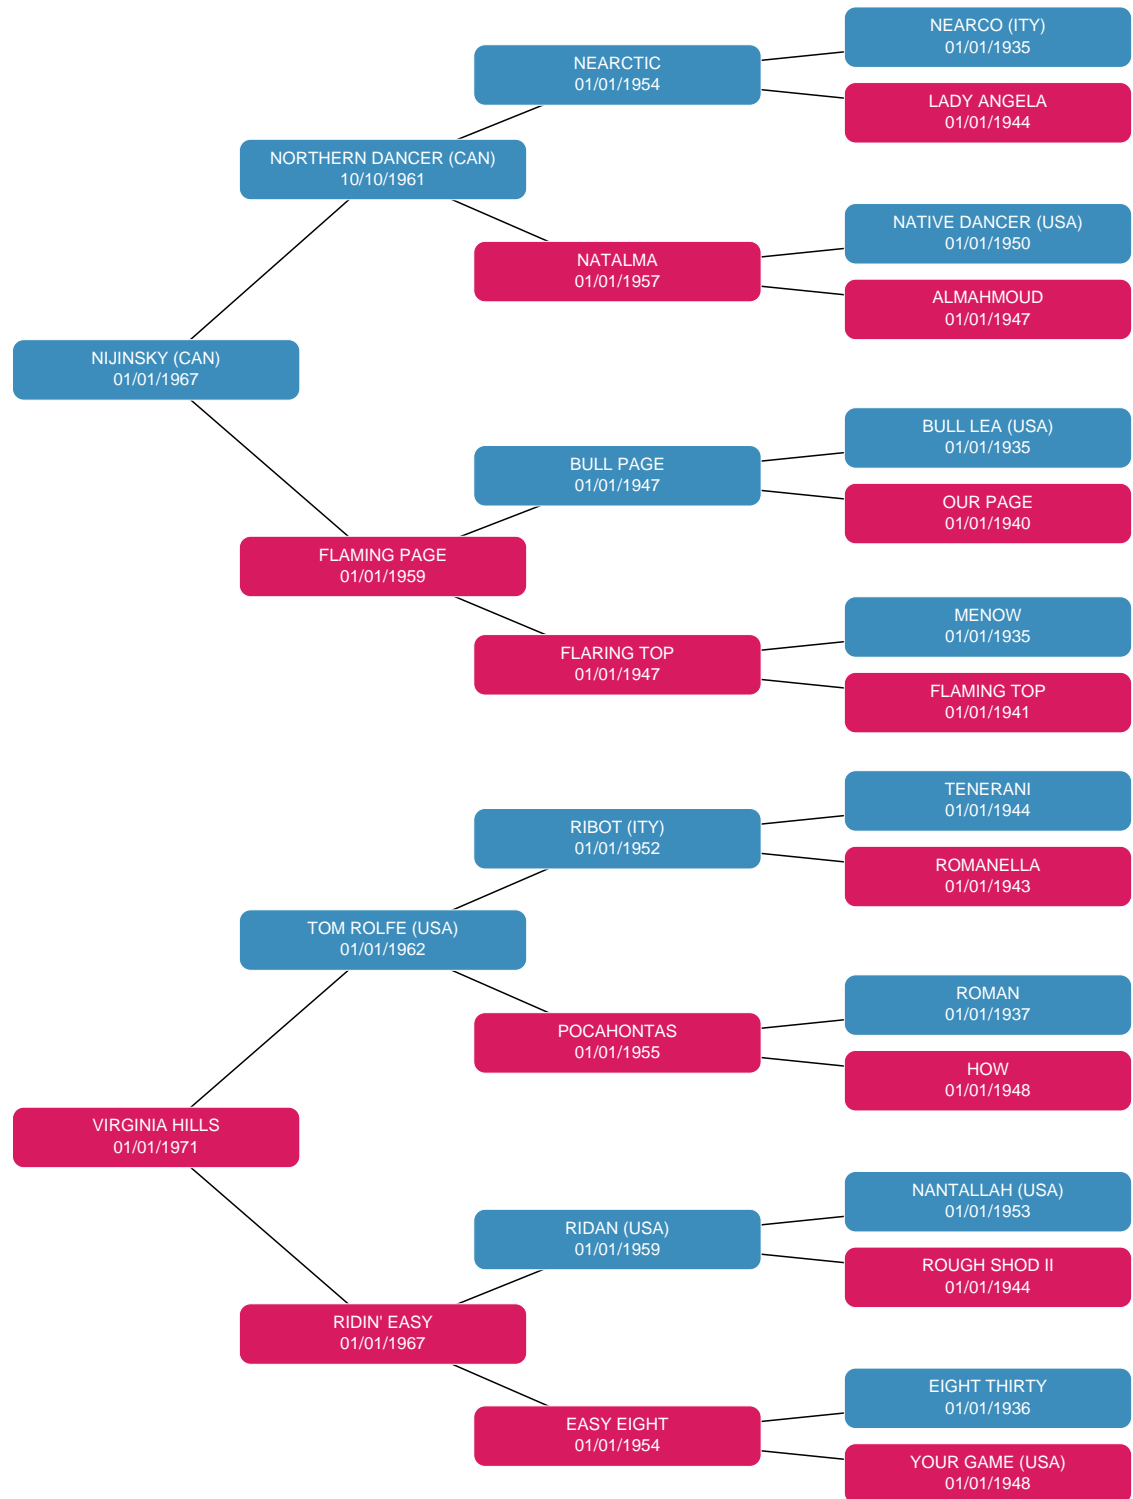 NEARCO (ITY)
01/01/1935
NEARCTIC
01/01/1954
LADY ANGELA
01/01/1944
NORTHERN DANCER (CAN)
10/10/1961
NATIVE DANCER (USA)
01/01/1950
NATALMA
01/01/1957
ALMAHMOUD
01/01/1947
NIJINSKY (CAN)
01/01/1967
BULL LEA (USA)
01/01/1935
BULL PAGE
01/01/1947
OUR PAGE
01/01/1940
FLAMING PAGE
01/01/1959
MENOW
01/01/1935
FLARING TOP
01/01/1947
FLAMING TOP
01/01/1941
TENERANI
01/01/1944
RIBOT (ITY)
01/01/1952
ROMANELLA
01/01/1943
TOM ROLFE (USA)
01/01/1962
ROMAN
01/01/1937
POCAHONTAS
01/01/1955
HOW
01/01/1948
VIRGINIA HILLS
01/01/1971
NANTALLAH (USA)
01/01/1953
RIDAN (USA)
01/01/1959
ROUGH SHOD II
01/01/1944
RIDIN' EASY
01/01/1967
EIGHT THIRTY
01/01/1936
EASY EIGHT
01/01/1954
YOUR GAME (USA)
01/01/1948